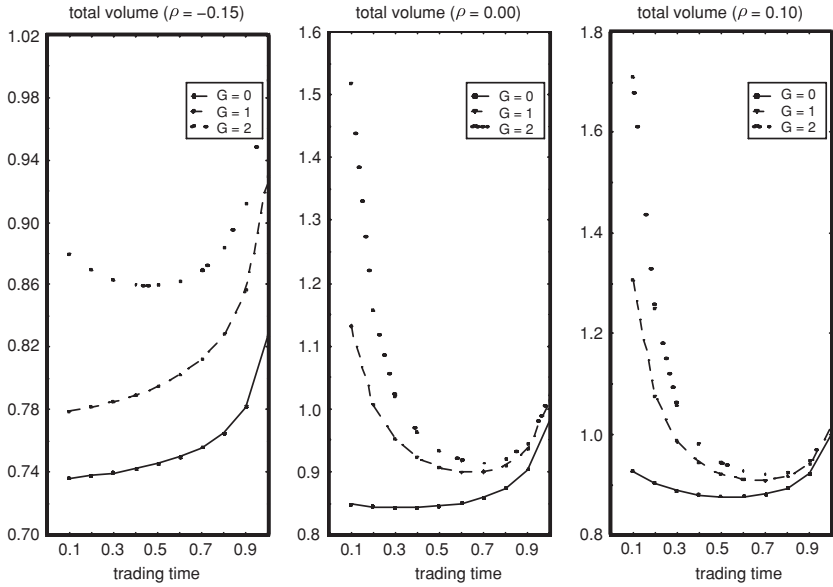 total volume (ρ = −0.15)
1.02
0.98
0.94
0.90
0.86
0.82
0.78
0.74
0.70
G = 0
G = 1
G = 2
0.1 0.3 0.5 0.7 0.9
trading time
total volume (ρ = 0.00)
1.6
1.5
1.4
1.3
1.2
1.1
1.0
0.9
0.8
G = 0
G = 1
G = 2
0.1 0.3 0.5 0.7 0.9
trading time
total volume (ρ = 0.10)
1.8
1.6
1.4
1.2
1.0
0.8
G = 0
G = 1
G = 2
0.1 0.3 0.5 0.7 0.9
trading time